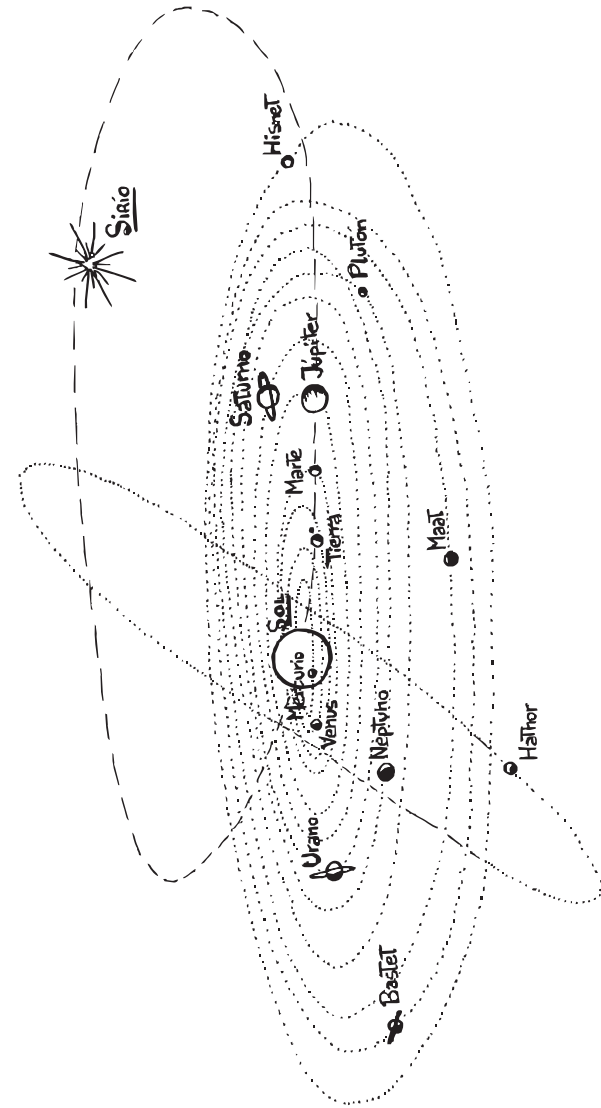 Sirio
Hisnet
Saturno
Sol
Marte
Mercurio
Júpiter
Urano
Tierra
Venus
Pluton
Neptuno
Bastet
Maat
Hathor